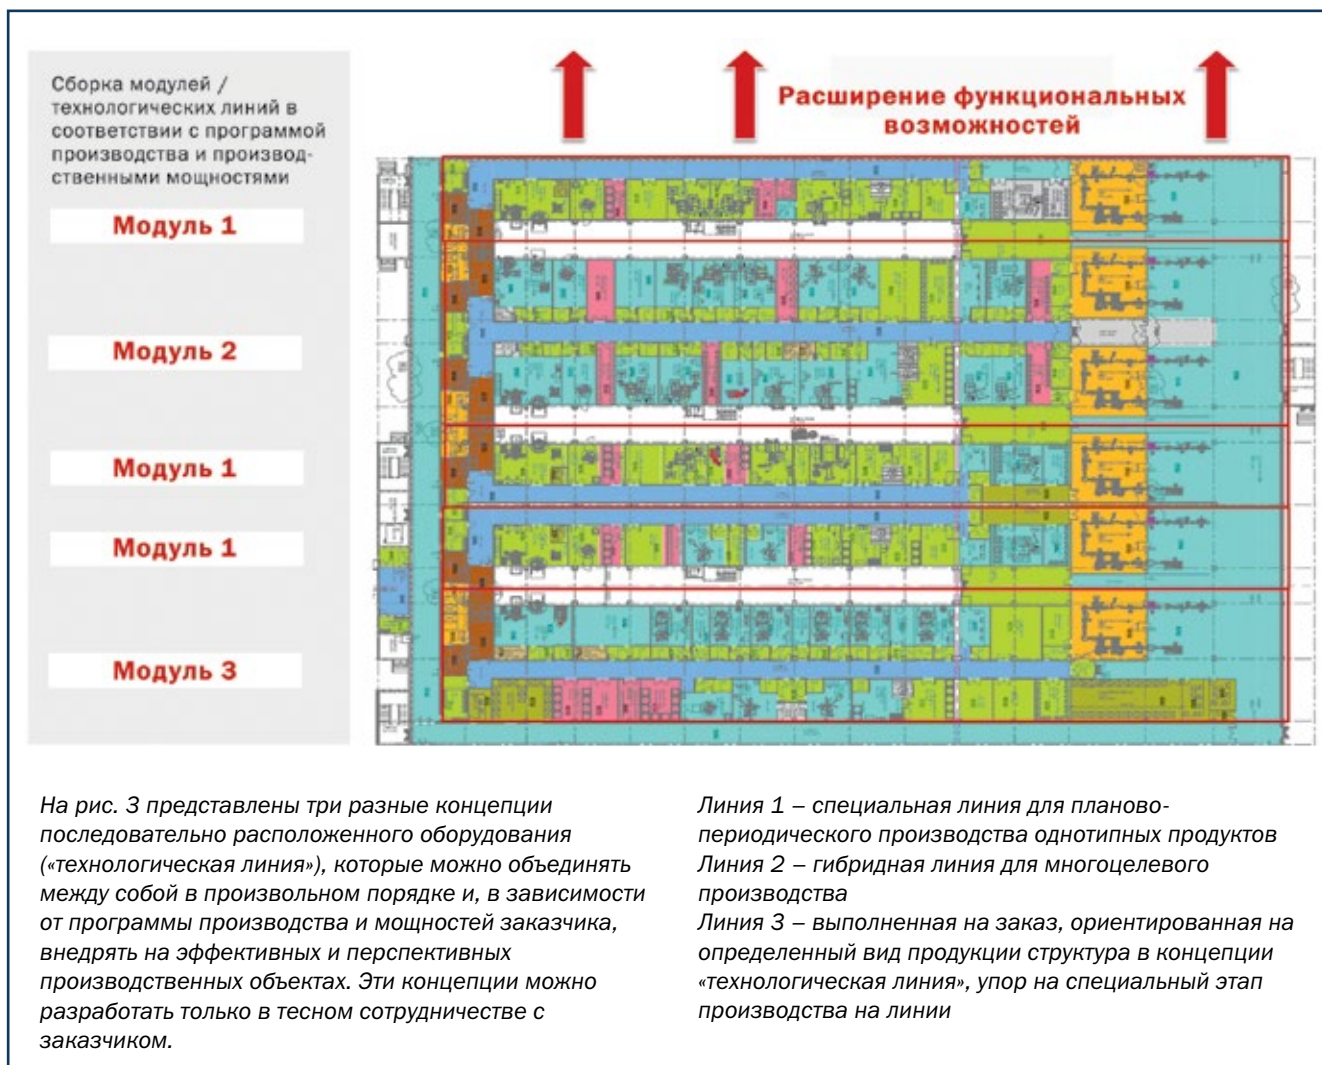 Сборка модулей /
технологических линий в
соответствии с программой
производства и производ-
ственными мощностями
Модуль 1
Модуль 2
Модуль 1
Модуль 1
Модуль 3
Расширение функциональных
возможностей
На рис. 3 представлены три разные концепции
последовательно расположенного оборудования
(«технологическая линия»), которые можно объединять
между собой в произвольном порядке и, в зависимости
от программы производства и мощностей заказчика,
внедрять на эффективных и перспективных
производственных объектах. Эти концепции можно
разработать только в тесном сотрудничестве с
заказчиком.
Линия 1 – специальная линия для планово-
периодического производства однотипных продуктов
Линия 2 – гибридная линия для многоцелевого
производства
Линия 3 – выполненная на заказ, ориентированная на
определенный вид продукции структура в концепции
«технологическая линия», упор на специальный этап
производства на линии